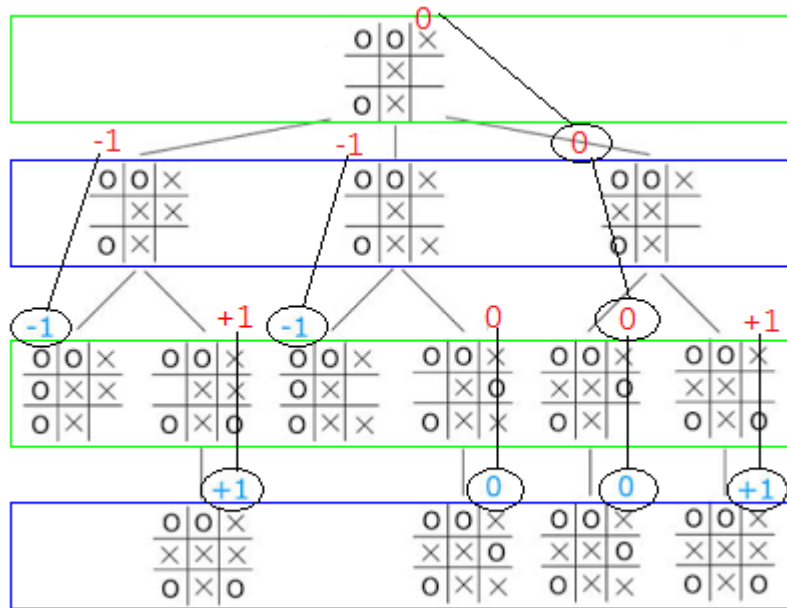 0
O O ×
×
O ×
-1 -1 0
O O × O O × O O ×
× × × × ×
O × O × × O ×
-1 +1 -1 0 0 +1
O O × O O × O O × O O × O O × O O ×
O × × × × O × × O × × O × ×
O × O × O O × × O × × O × O × O
+1 0 0 +1
O O × O O × O O × O O ×
× × × × × O × × O × × ×
O × O O × × O × × O × O